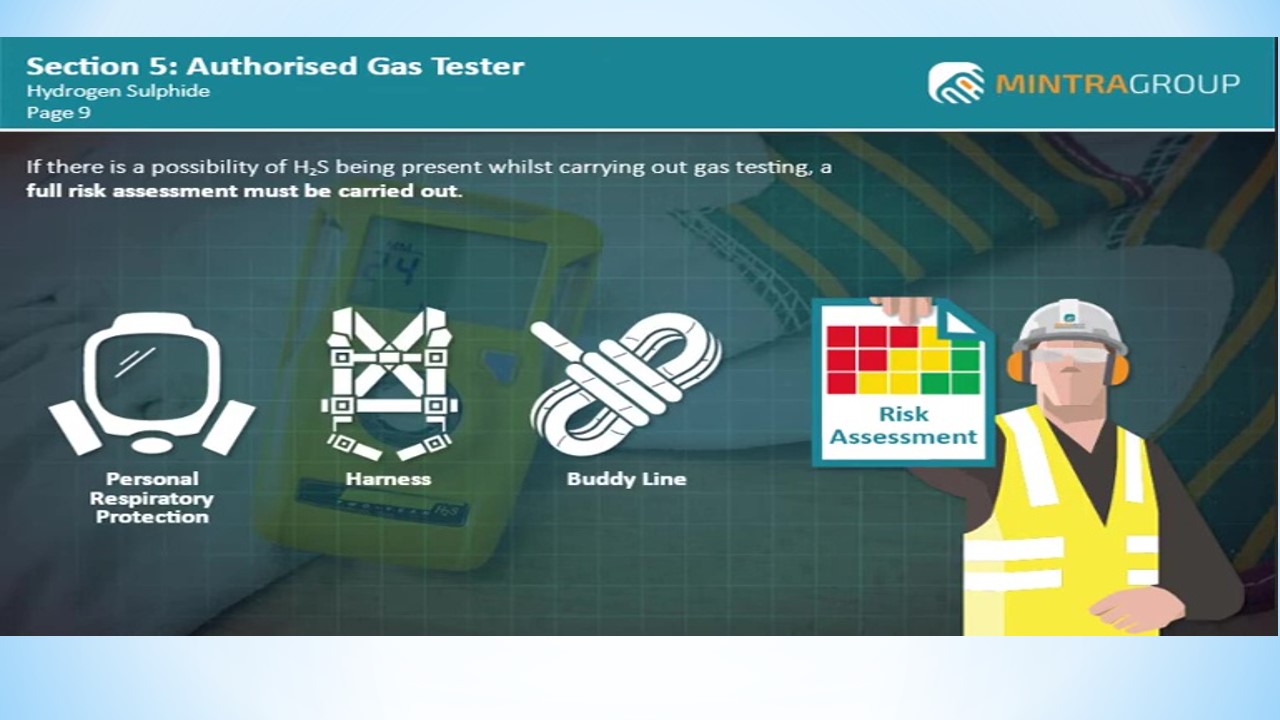 Section 5: Authorised Gas Tester
Hydrogen Sulphide
Page 9
MINTRAGROUP
If there is a possibility of H₂S being present whilst carrying out gas testing, a
full risk assessment must be carried out.
24
Risk
Assessment
Personal
Respiratory
Protection
Harness
Buddy Line
H₂S